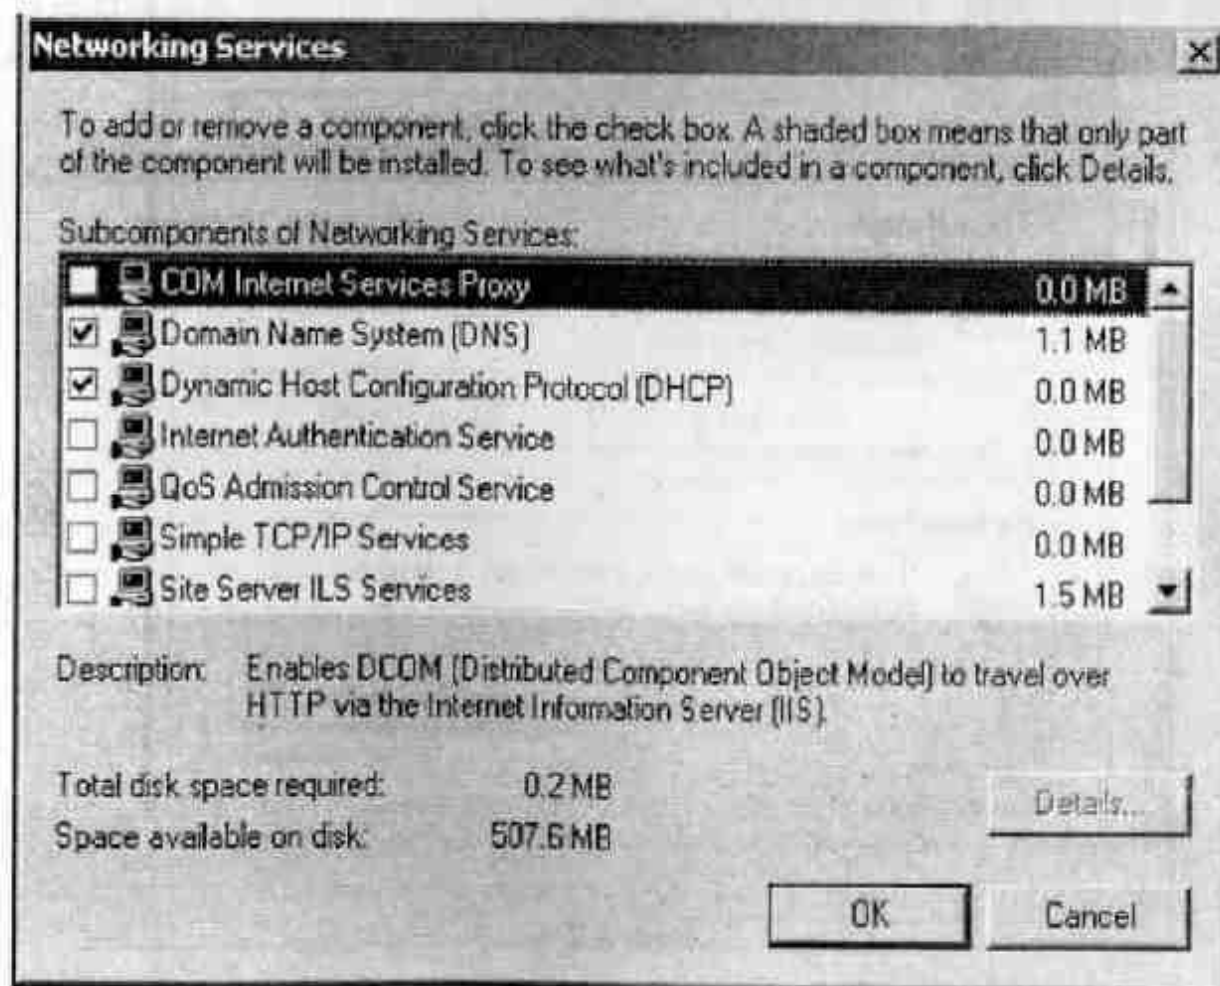 Networking Services
To add or remove a component, click the check box. A shaded box means that only part
of the component will be installed. To see what's included in a component, click Details.
Subcomponents of Networking Services:
COM Internet Services Proxy 0.0 MB
Domain Name System (DNS) 1.1 MB
Dynamic Host Configuration Protocol (DHCP) 0.0 MB
Internet Authentication Service 0.0 MB
QoS Admission Control Service 0.0 MB
Simple TCP/IP Services 0.0 MB
Site Server ILS Services 1.5 MB
Description: Enables DCOM (Distributed Component Object Model) to travel over
HTTP via the Internet Information Server (IIS).
Total disk space required: 0.2 MB
Space available on disk: 507.6 MB
Details...
OK Cancel